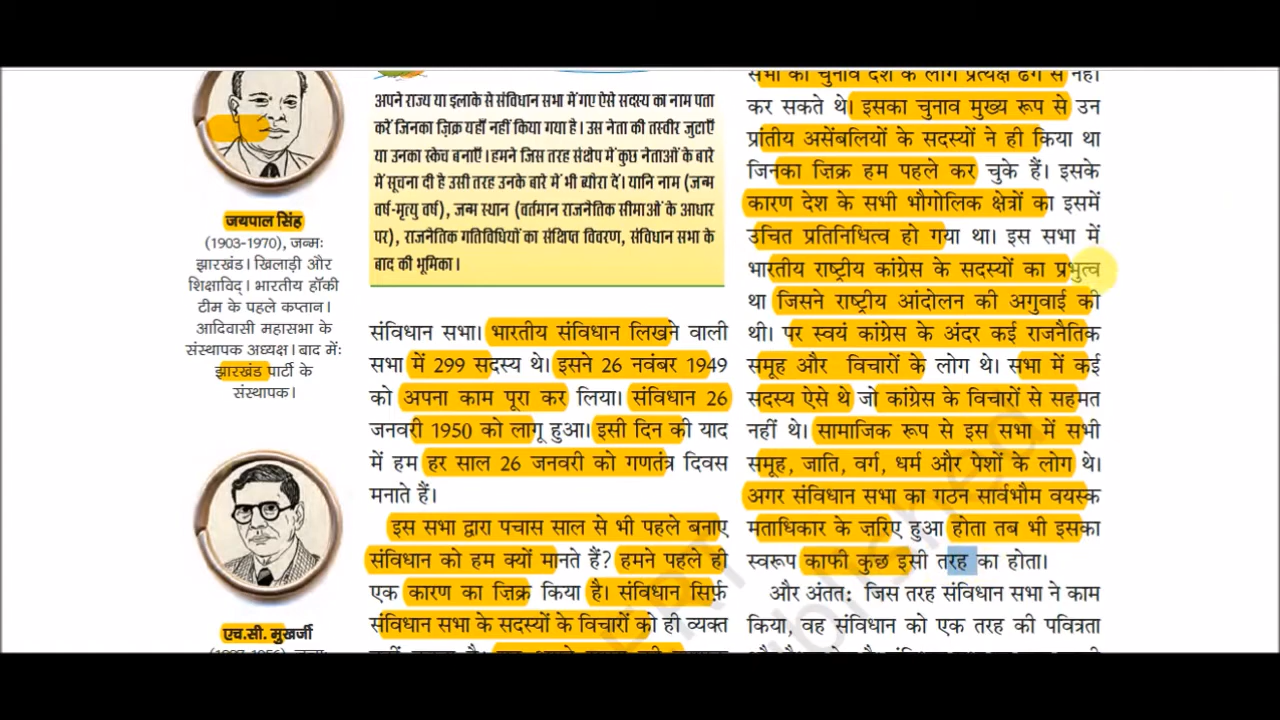 जयपाल सिंह
(1903-1970), जन्मः
झारखंड। खिलाड़ी और
शिक्षाविद्। भारतीय हॉकी
टीम के पहले कप्तान।
आदिवासी महासभा के
संस्थापक अध्यक्ष। बाद में:
झारखंड पार्टी के
संस्थापक।
एच.सी. मुखर्जी
अपने राज्य या इलाके से संविधान सभा में गए ऐसे सदस्य का नाम पता
करें जिनका ज़िक्र यहाँ नहीं किया गया है। उस नेता की तस्वीर जुटाएँ
या उनका स्केच बनाएँ। हमने जिस तरह संक्षेप में कुछ नेताओं के बारे
में सूचना दी है उसी तरह उनके बारे में भी ब्यौरा दें। यानि नाम (जन्म
वर्ष-मृत्यु वर्ष), जन्म स्थान (वर्तमान राजनैतिक सीमाओं के आधार
पर), राजनैतिक गतिविधियों का संक्षिप्त विवरण, संविधान सभा के
बाद की भूमिका।
संविधान सभा। भारतीय संविधान लिखने वाली
सभा में 299 सदस्य थे। इसने 26 नवंबर 1949
को अपना काम पूरा कर लिया। संविधान 26
जनवरी 1950 को लागू हुआ। इसी दिन की याद
में हम हर साल 26 जनवरी को गणतंत्र दिवस
मनाते हैं।
इस सभा द्वारा पचास साल से भी पहले बनाए
संविधान को हम क्यों मानते हैं? हमने पहले ही
एक कारण का ज़िक्र किया है। संविधान सिर्फ़
संविधान सभा के सदस्यों के विचारों को ही व्यक्त
सभा का चुनाव देश के लोग प्रत्यक्ष ढंग से नहीं
कर सकते थे। इसका चुनाव मुख्य रूप से उन
प्रांतीय असेंबलियों के सदस्यों ने ही किया था
जिनका ज़िक्र हम पहले कर चुके हैं। इसके
कारण देश के सभी भौगोलिक क्षेत्रों का इसमें
उचित प्रतिनिधित्व हो गया था। इस सभा में
भारतीय राष्ट्रीय कांग्रेस के सदस्यों का प्रभुत्व
था जिसने राष्ट्रीय आंदोलन की अगुवाई की
थी। पर स्वयं कांग्रेस के अंदर कई राजनैतिक
समूह और विचारों के लोग थे। सभा में कई
सदस्य ऐसे थे जो कांग्रेस के विचारों से सहमत
नहीं थे। सामाजिक रूप से इस सभा में सभी
समूह, जाति, वर्ग, धर्म और पेशों के लोग थे।
अगर संविधान सभा का गठन सार्वभौम वयस्क
मताधिकार के ज़रिए हुआ होता तब भी इसका
स्वरूप काफी कुछ इसी तरह का होता।
और अंततः जिस तरह संविधान सभा ने काम
किया, वह संविधान को एक तरह की पवित्रता